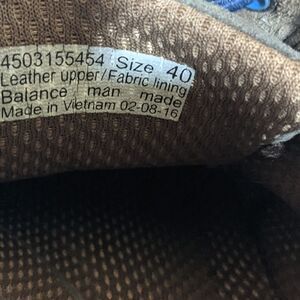 4503155454 Size 40
Leather upper/Fabric lining
Balance man made
Made in Vietnam 02-08-16